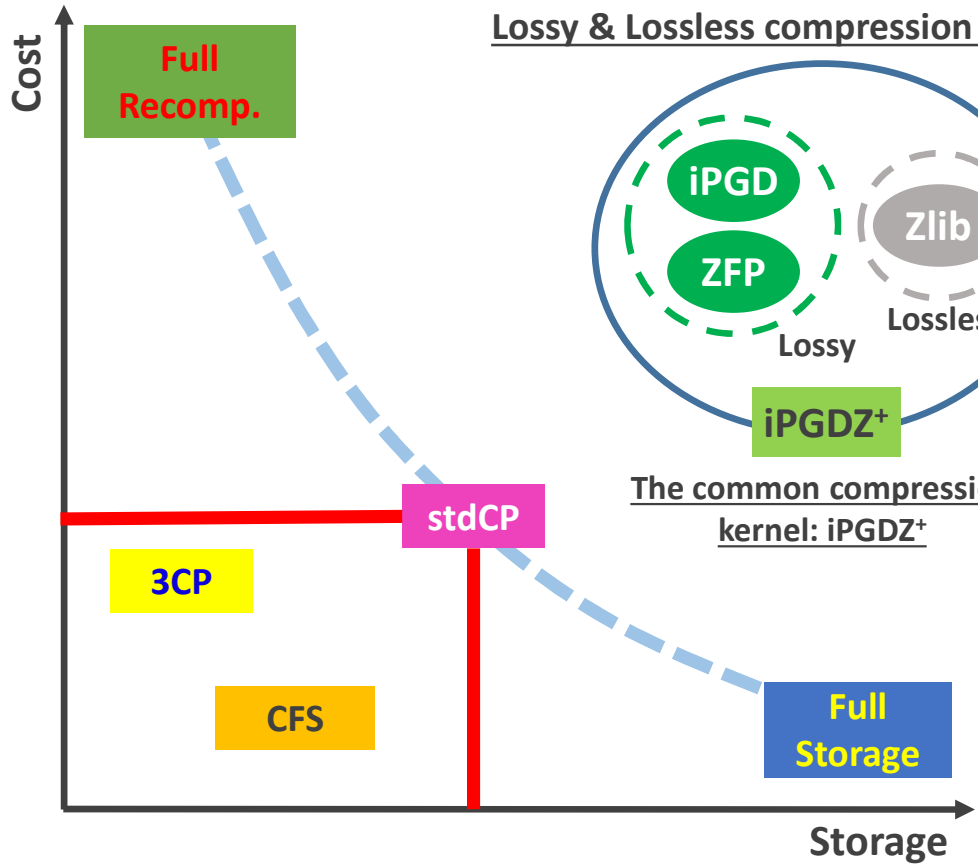 Cost
Full
Recomp.
Lossy & Lossless compression
iPGD
ZFP
Zlib
Lossy
iPGDZ⁺
The common
kernel: iPGDZ⁺
stdCP
3CP
CFS
Full
Storage
Storage